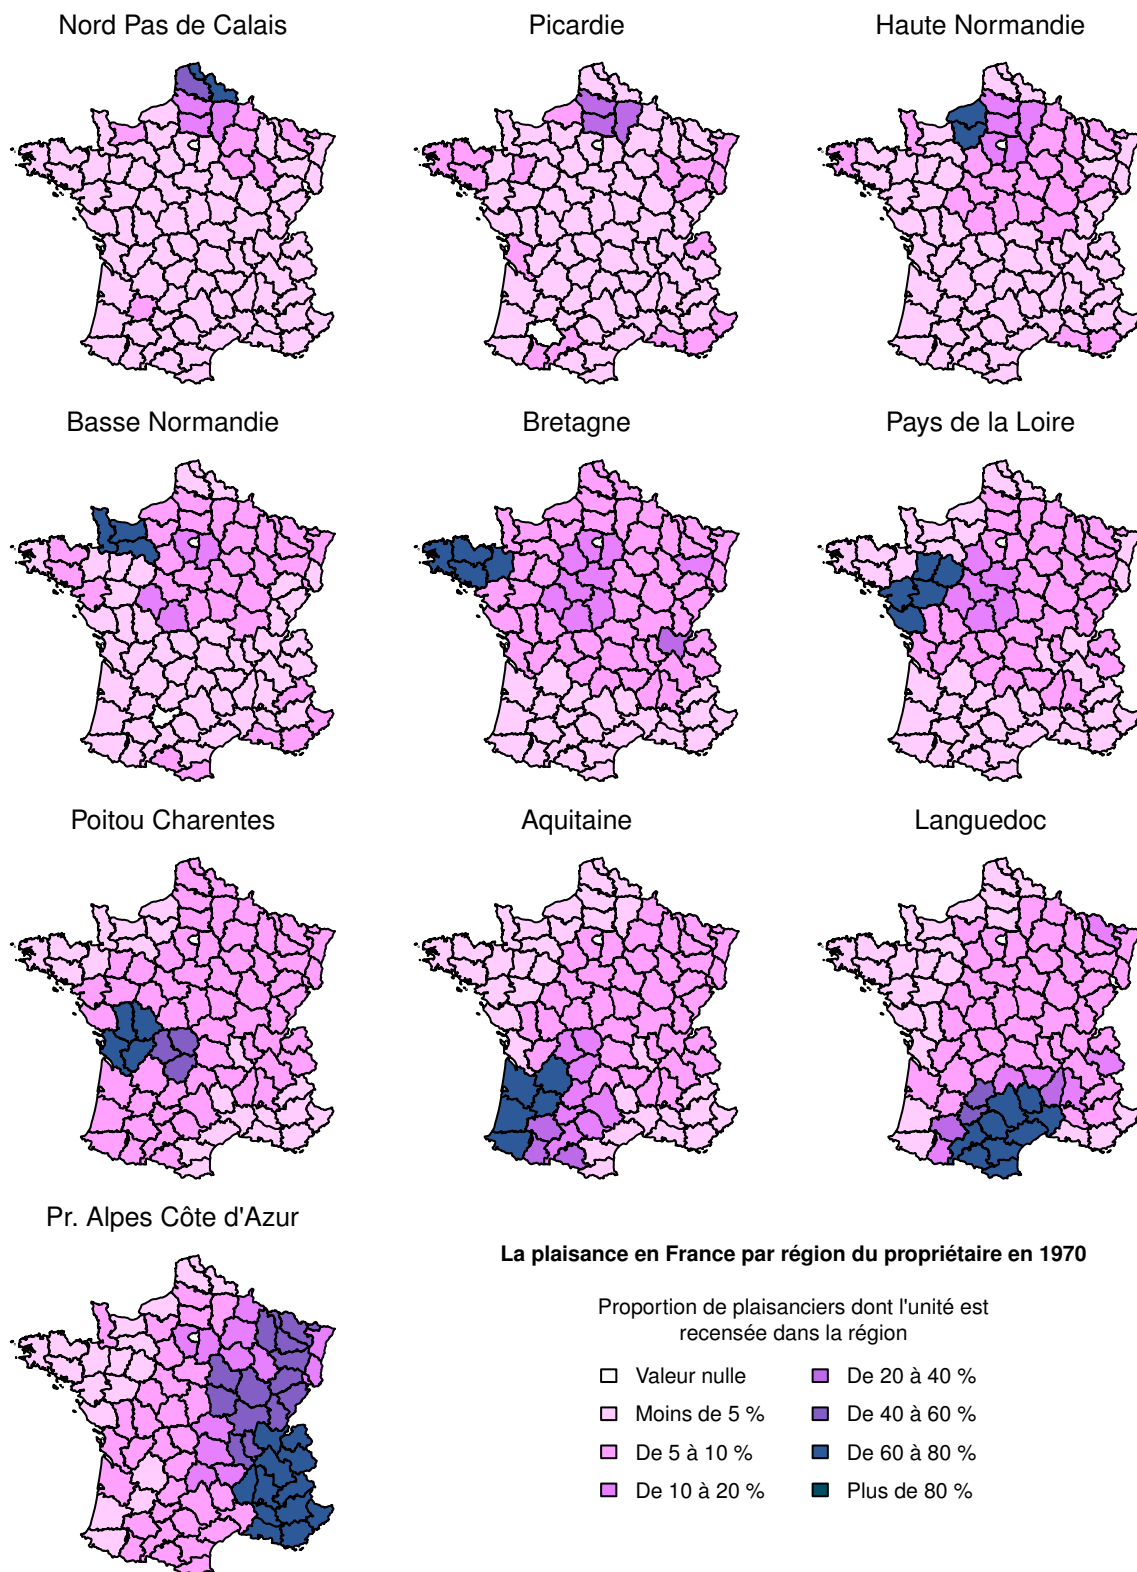 Nord Pas de Calais
Picardie
Haute Normandie
Basse Normandie
Bretagne
Pays de la Loire
Poitou Charentes
Aquitaine
Languedoc
Pr. Alpes Côte d'Azur
La plaisance en France par région du propriétaire en 1970
Proportion de plaisanciers dont l'unité est
recensée dans la région
Valeur nulle
Moins de 5 %
De 5 à 10 %
De 10 à 20 %
De 20 à 40 %
De 40 à 60 %
De 60 à 80 %
Plus de 80 %